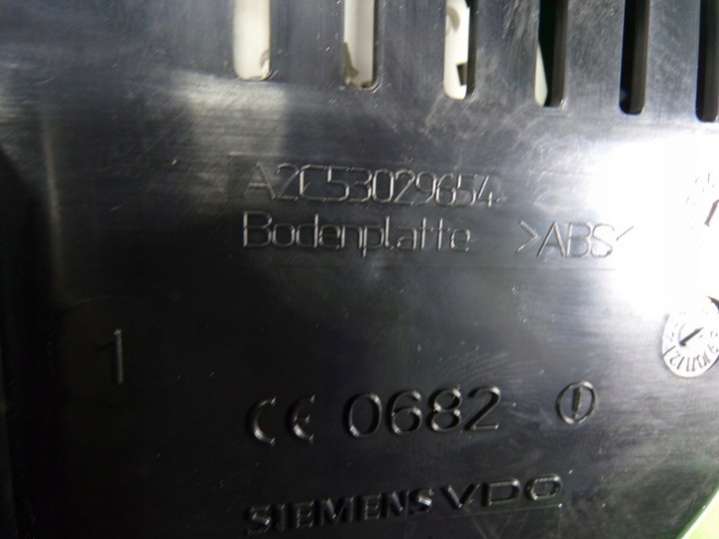 A2C53029654
Bodenplatte >ABS<
1
CE 0682
SIEMENS VDO